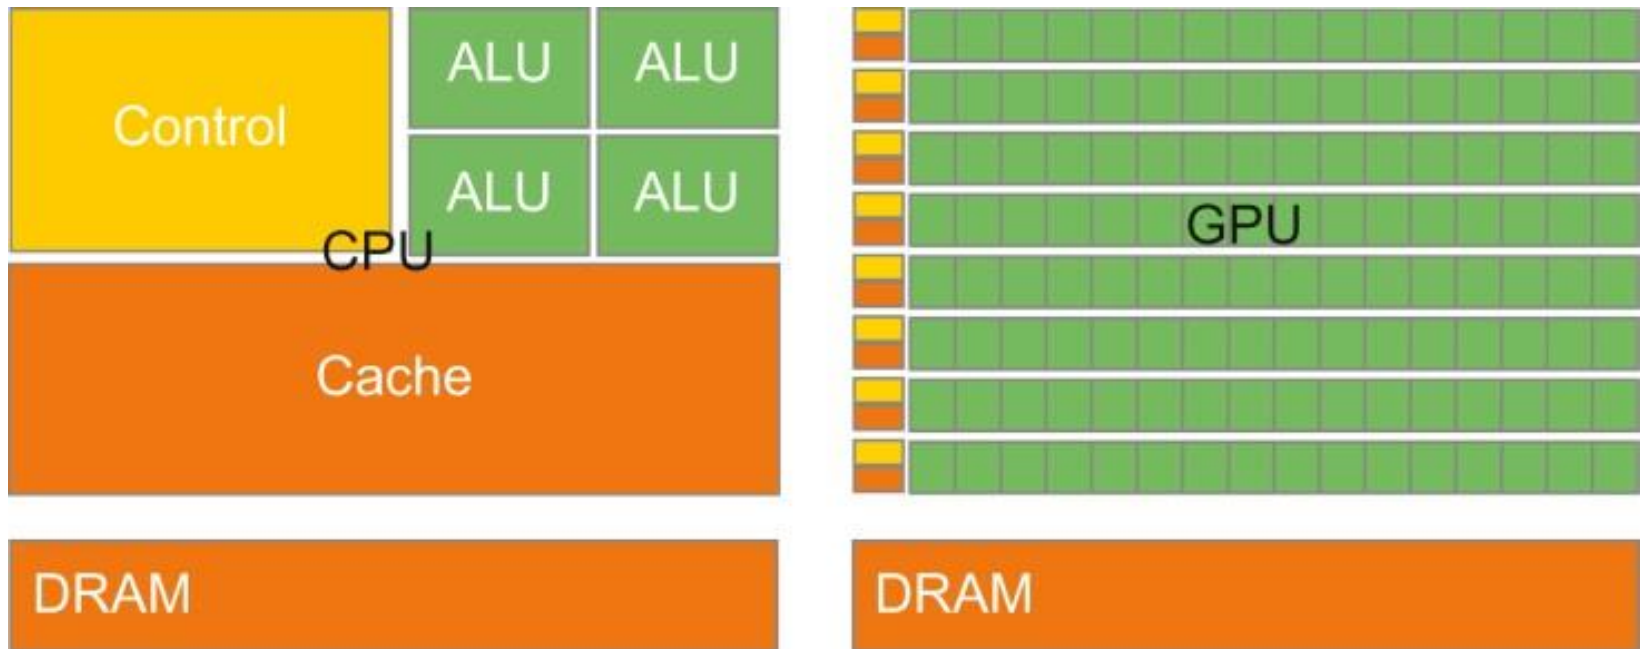 Control
ALU ALU
ALU ALU
CPU
Cache
DRAM
GPU
DRAM